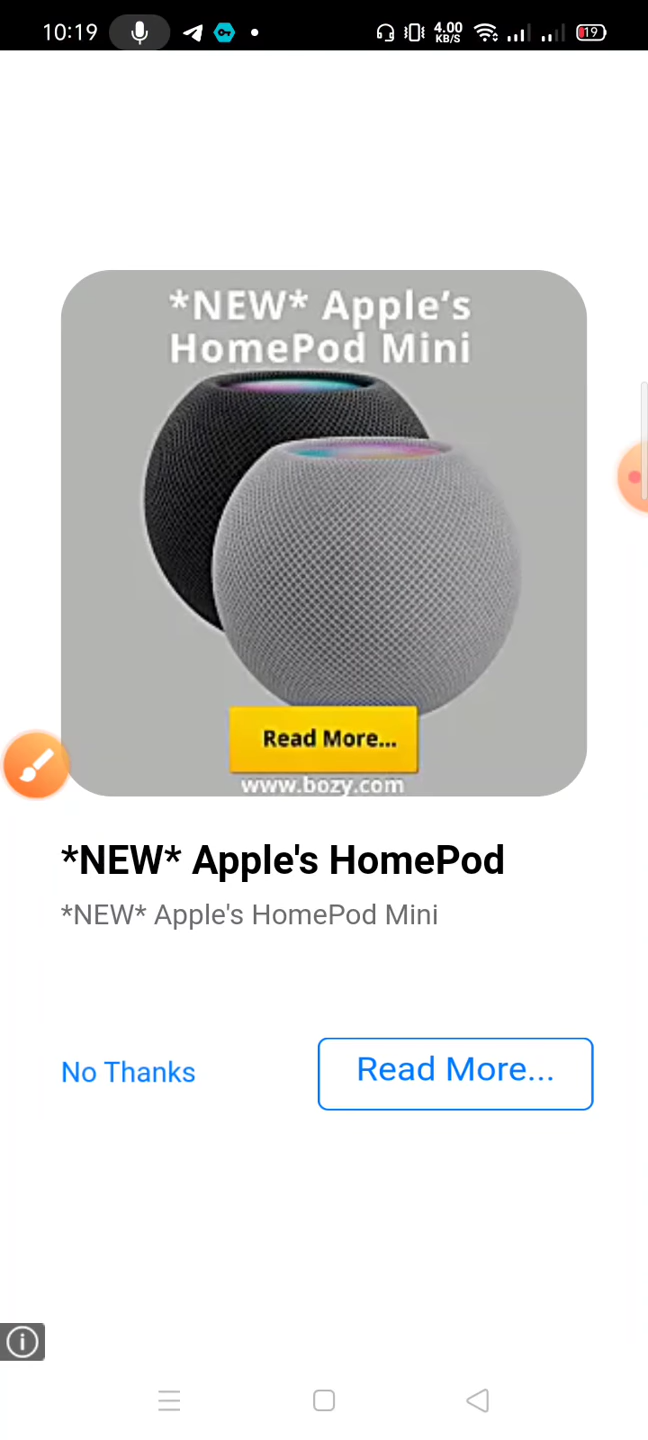 10:19
4.00
KB/S
19
*NEW* Apple's
HomePod Mini
Read More...
www.bozy.com
*NEW* Apple's HomePod
*NEW* Apple's HomePod Mini
No Thanks
Read More...